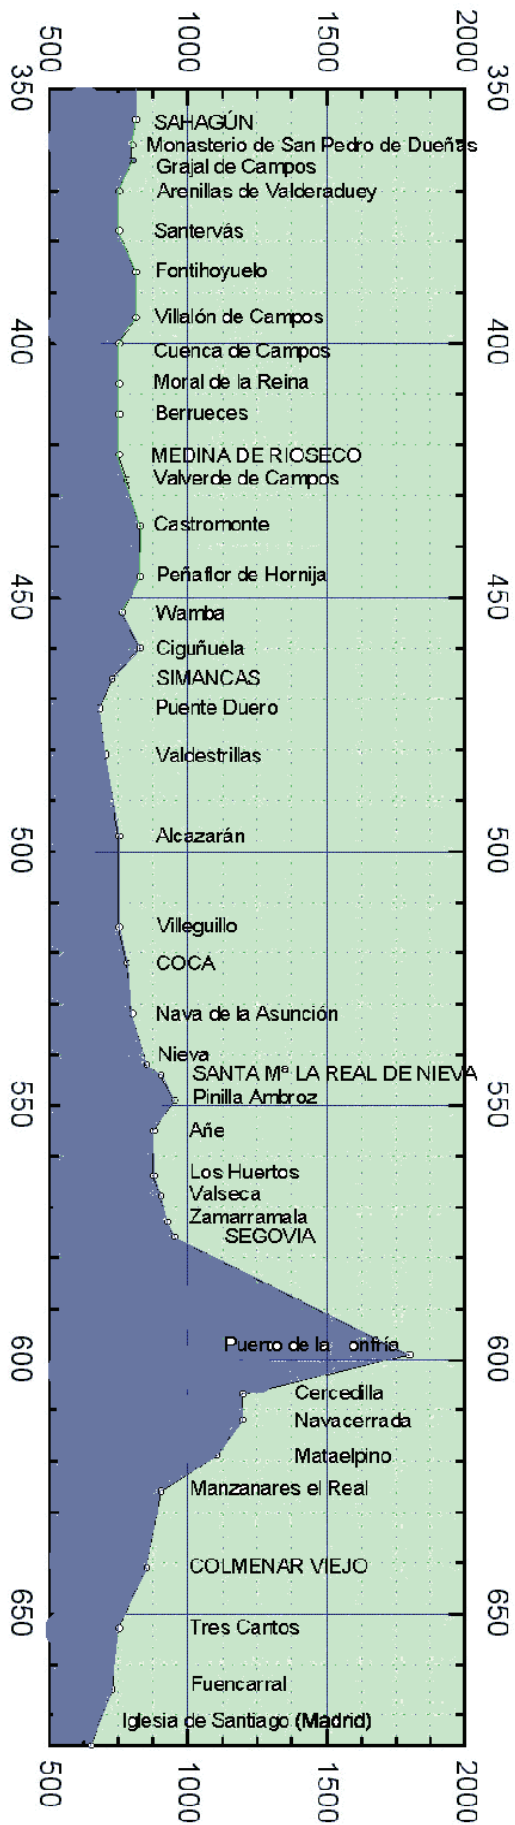 500 1000 1500 2000
350 350
SAHAGÚN
Monasterio de San Pedro de Dueñas
Grajal de Campos
Arenillas de Valderaduey
Santervás
Fontihoyuelo
Villalón de Campos
400 400
Cuenca de Campos
Moral de la Reina
Berrueces
MEDINA DE RIOSECO
Valverde de Campos
Castromonte
Peñaflor de Hornija
450 450
Wamba
Ciguñuela
SIMANCAS
Puente Duero
Valdestrillas
Alcazarán
500 500
Villeguillo
COCA
Nava de la Asunción
Nieva
SANTA Mª LA REAL DE NIEVA
Pinilla Ambroz
550 550
Añe
Los Huertos
Valseca
Zamarramala
SEGOVIA
Puerto de la onfría
600 600
Cercedilla
Navacerrada
Mataelpino
Manzanares el Real
COLMENAR VIEJO
650 650
Tres Cantos
Fuencarral
Iglesia de Santiago (Madrid)
500 1000 1500 2000